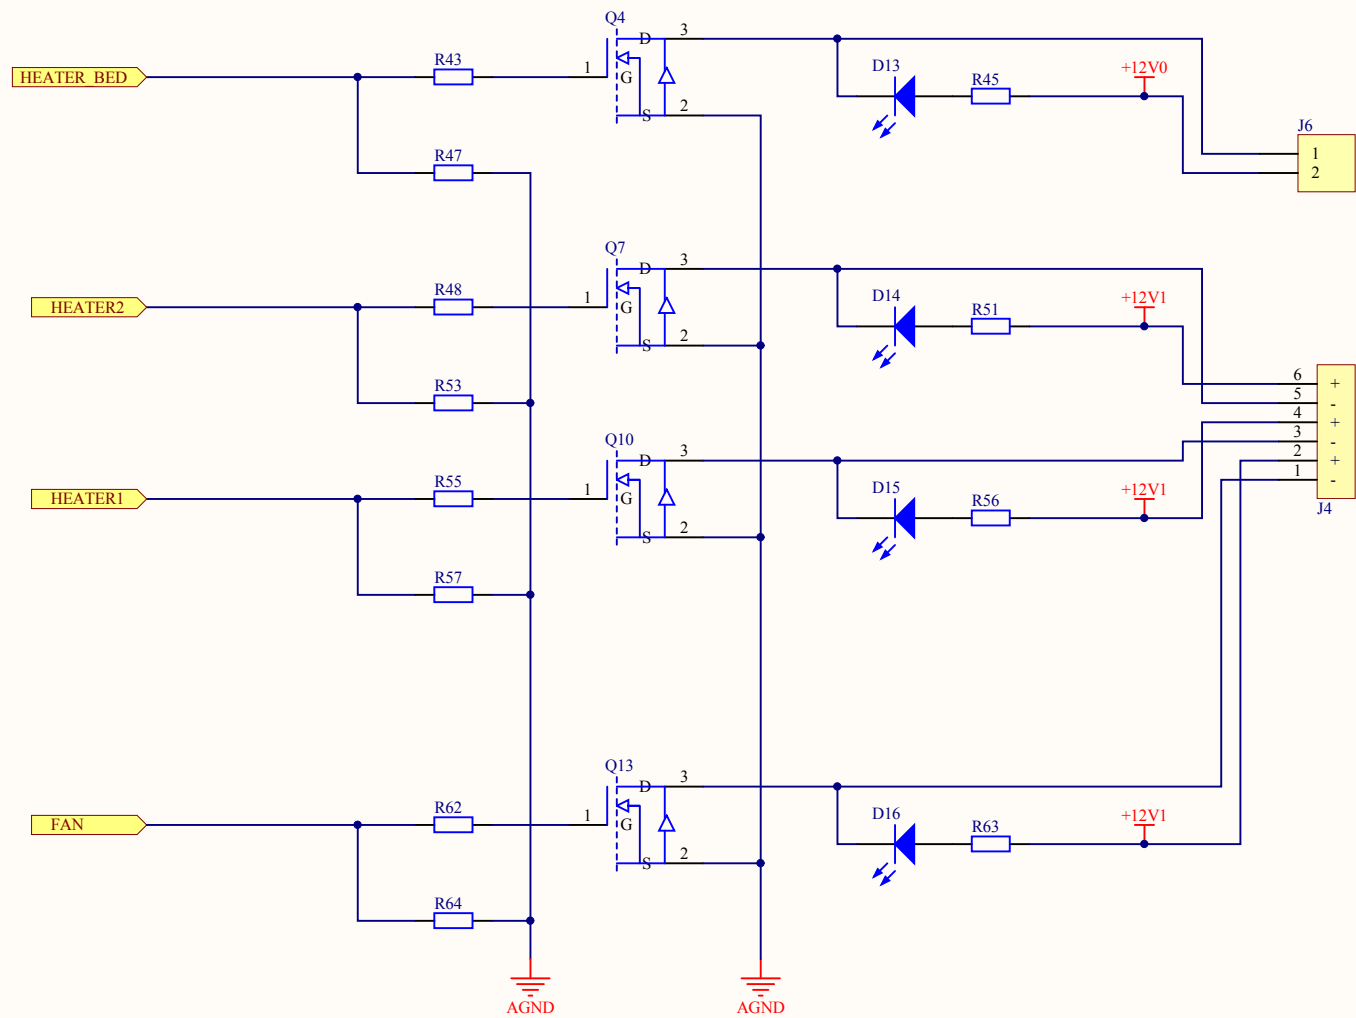 Q4
HEATER_BED
R43
1
D
G
S
3
2
D13
R45
+12V0
J6
1
2
R47
Q7
HEATER2
R48
1
D
G
S
3
2
D14
R51
+12V1
R53
6 +
5 -
4 +
3 -
2 +
1 -
J4
Q10
HEATER1
R55
1
D
G
S
3
2
D15
R56
+12V1
R57
Q13
FAN
R62
1
D
G
S
3
2
D16
R63
+12V1
R64
AGND
AGND